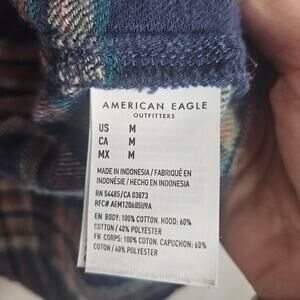 AMERICAN EAGLE
OUTFITTERS
US M
CA M
MX M
MADE IN INDONESIA / FABRIQUÉ EN
INDONÉSIE / HECHO EN INDONESIA
RN 54485/CA 03873
RFC# AEM120605U9A
EN BODY: 100% COTTON. HOOD: 60%
COTTON / 40% POLYESTER
FR CORPS: 100% COTON. CAPUCHON: 60%
COTON / 40% POLYESTER